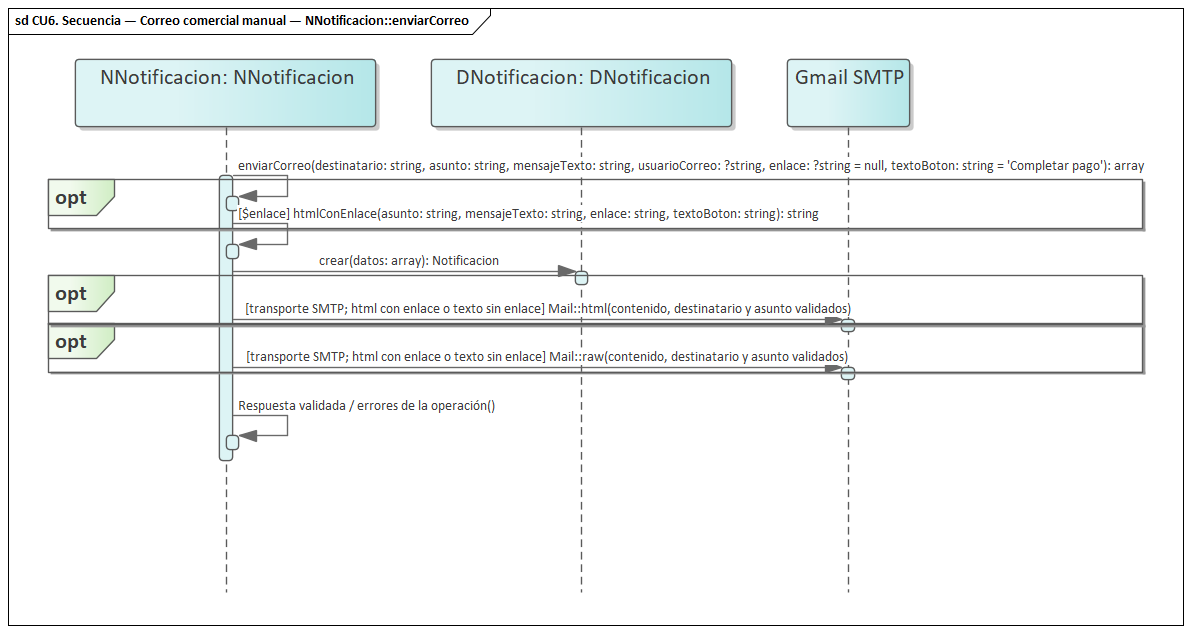 sd CU6. Secuencia — Correo comercial manual — NNotificacion::enviarCorreo
NNotificacion: NNotificacion
DNotificacion: DNotificacion
Gmail SMTP
enviarCorreo(destinatario: string, asunto: string, mensajeTexto: string, usuarioCorreo: ?string, enlace: ?string = null, textoBoton: string = 'Completar pago'): array
opt
[$enlace] htmlConEnlace(asunto: string, mensajeTexto: string, enlace: string, textoBoton: string): string
crear(datos: array): Notificacion
opt
[transporte SMTP; html con enlace o texto sin enlace] Mail::html(contenido, destinatario y asunto validados)
opt
[transporte SMTP; html con enlace o texto sin enlace] Mail::raw(contenido, destinatario y asunto validados)
Respuesta validada / errores de la operación()